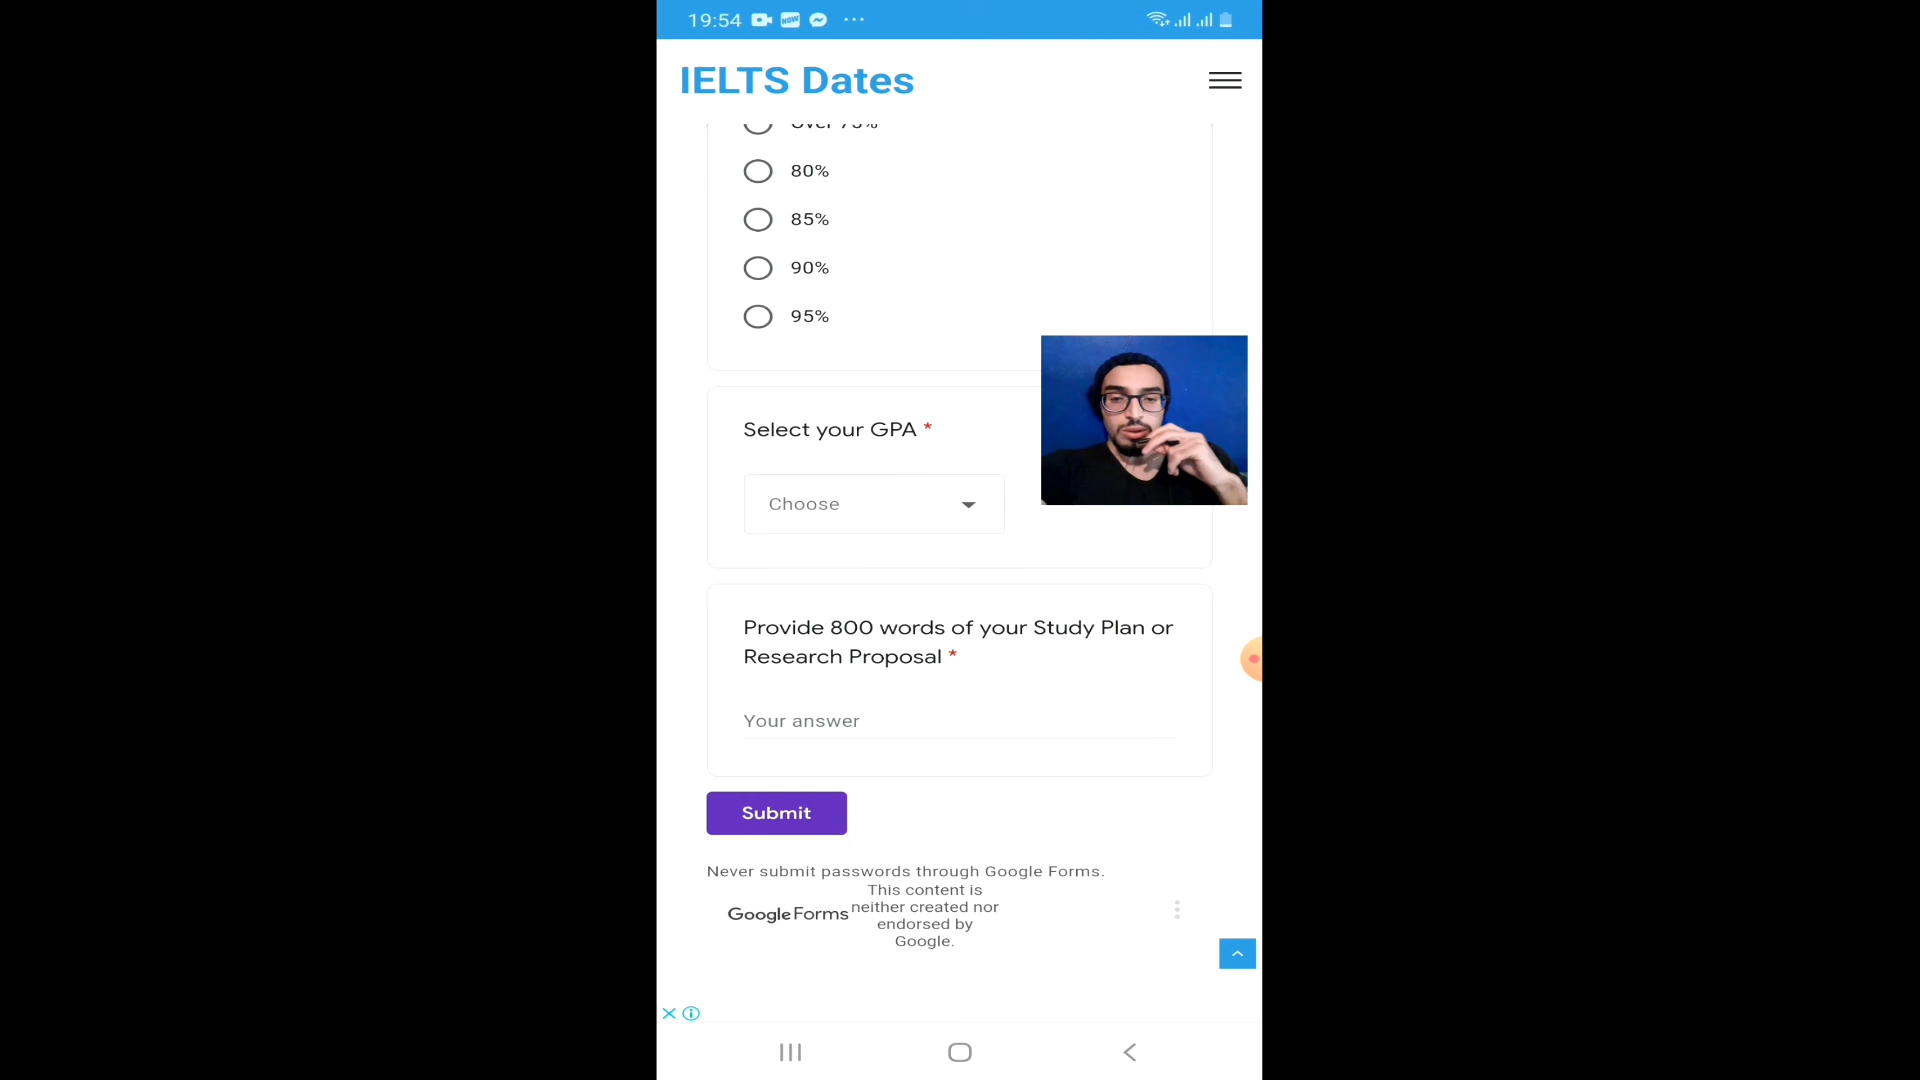 19:54
IELTS Dates
80%
85%
90%
95%
Select your GPA *
Choose
Provide 800 words of your Study Plan or
Research Proposal *
Your answer
Submit
Never submit passwords through Google Forms.
This content is
neither created nor
endorsed by
Google.
Google Forms